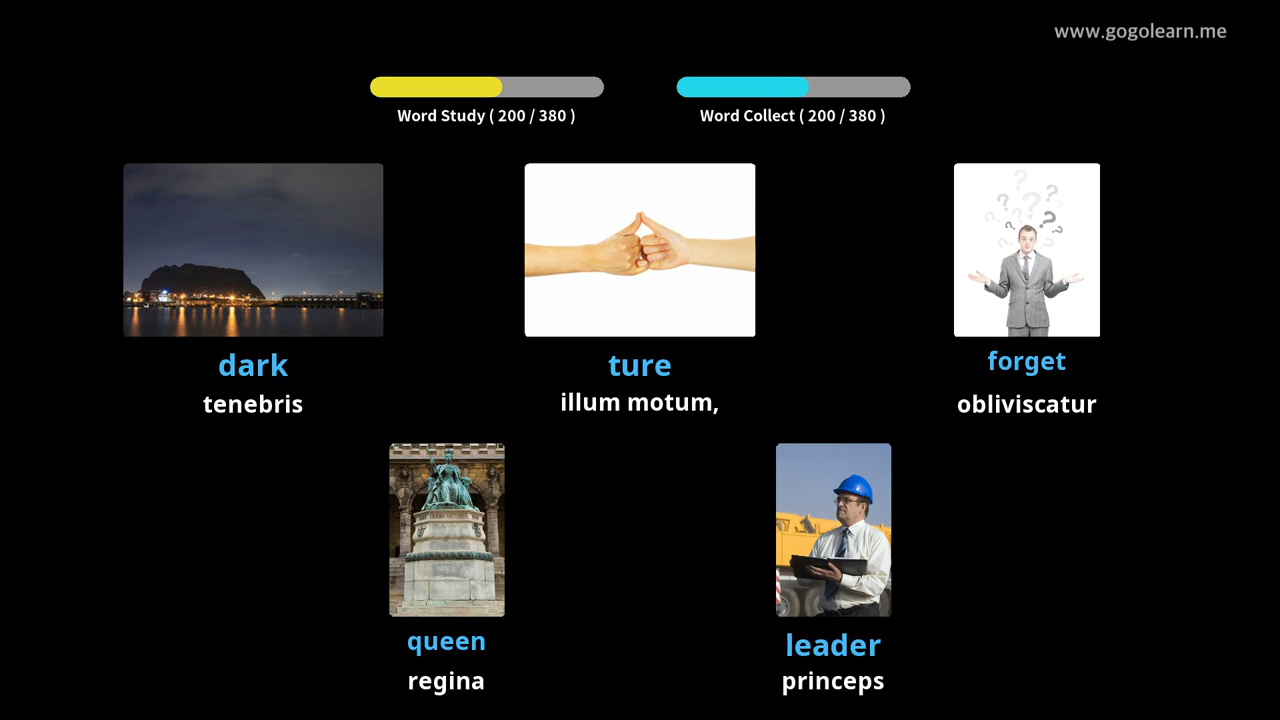 www.gogolearn.me
Word Study ( 200 / 380 )
Word Collect ( 200 / 380 )
dark
tenebris
ture
illum motum,
forget
obliviscatur
queen
regina
leader
princeps